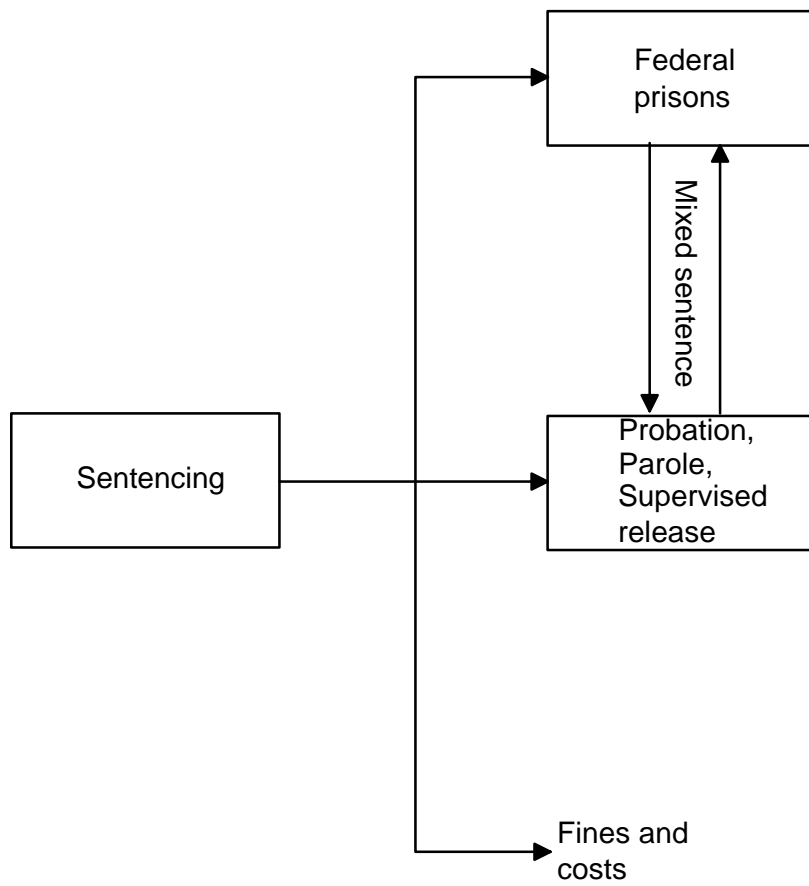 Federal
prisons
Mixed sentence
Sentencing
Probation,
Parole,
Supervised
release
Fines and
costs